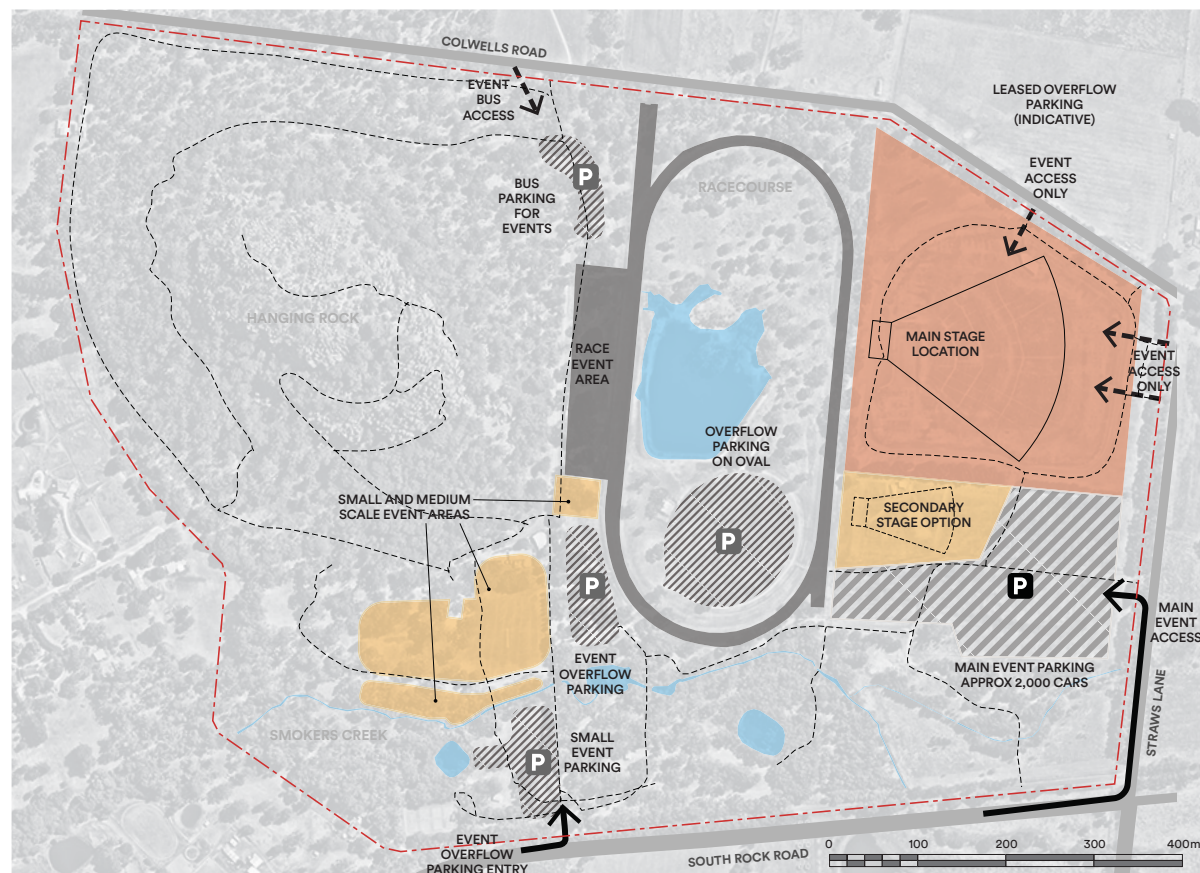 COLWELLS ROAD
EVENT
BUS
ACCESS
LEASED OVERFLOW
PARKING
(INDICATIVE)
EVENT
ACCESS
ONLY
P
BUS
PARKING
FOR
EVENTS
RACECOURSE
HANGING ROCK
RACE
EVENT
AREA
MAIN STAGE
LOCATION
EVENT
ACCESS
ONLY
OVERFLOW
PARKING
ON OVAL
SMALL AND MEDIUM
SCALE EVENT AREAS
SECONDARY
STAGE OPTION
P
P
P
MAIN
EVENT
ACCESS
EVENT
OVERFLOW
PARKING
MAIN EVENT PARKING
APPROX 2,000 CARS
STRAWS LANE
SMOKERS CREEK
P
SMALL
EVENT
PARKING
EVENT
OVERFLOW
PARKING ENTRY
SOUTH ROCK ROAD
0 100 200 300 400m